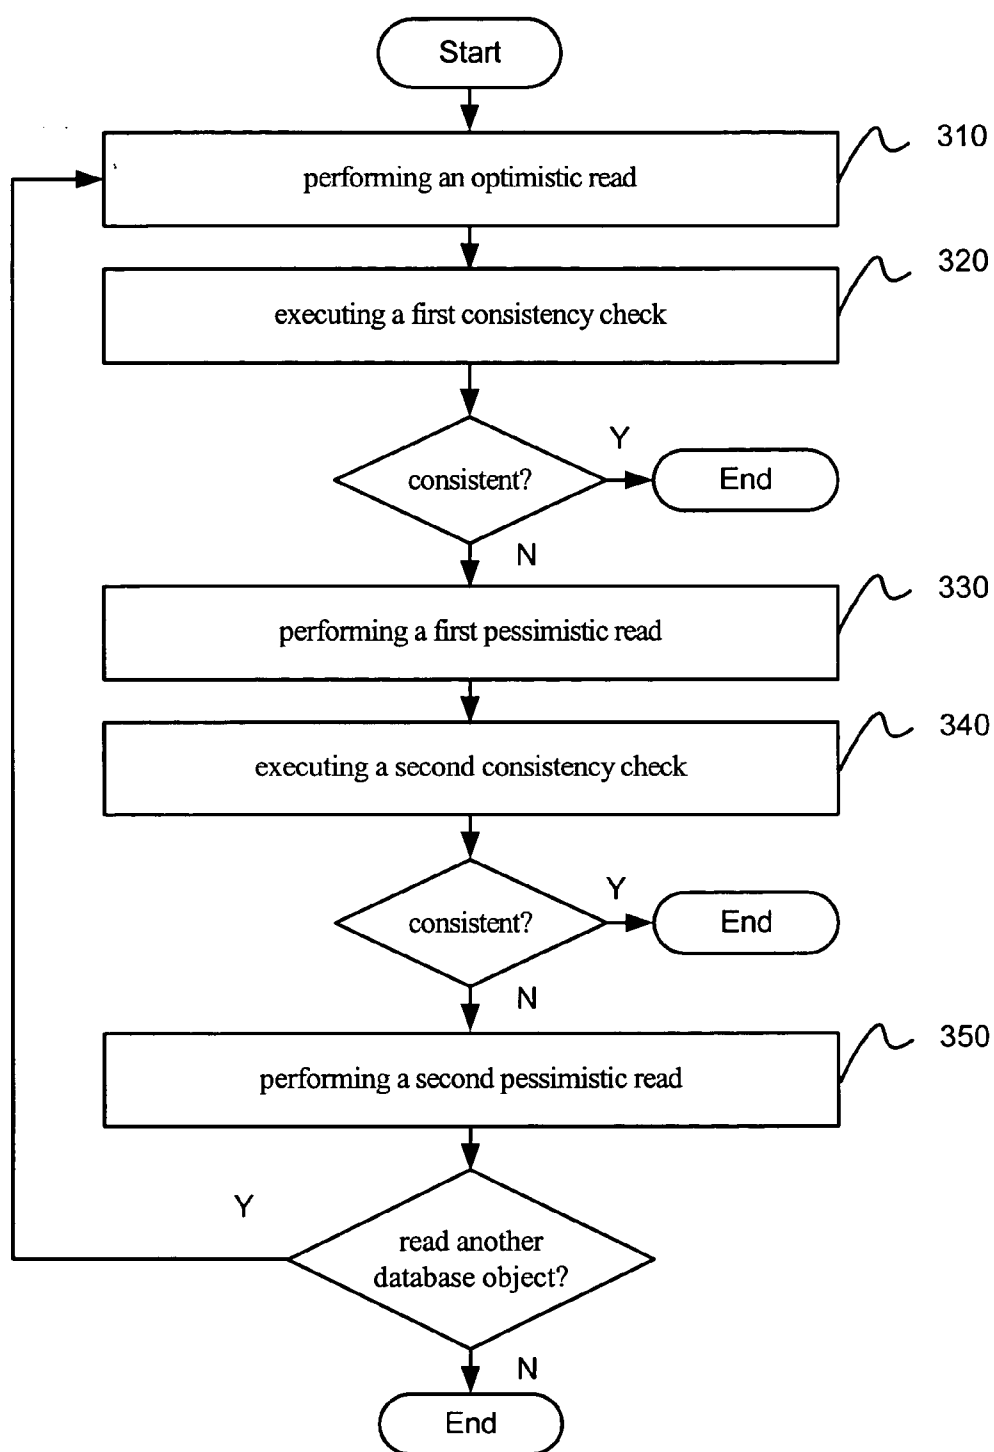 Start
310
performing an optimistic read
320
executing a first consistency check
Y
consistent?
End
N
330
performing a first pessimistic read
340
executing a second consistency check
Y
consistent?
End
N
350
performing a second pessimistic read
Y
read another
database object?
N
End